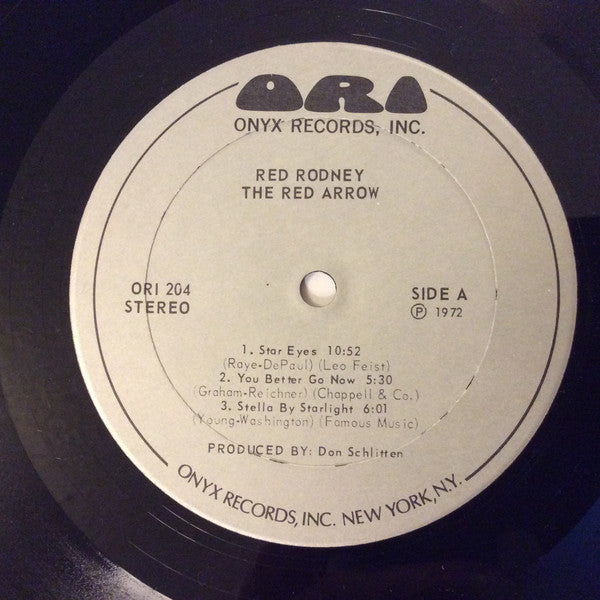 ORI
ONYX RECORDS, INC.
RED RODNEY
THE RED ARROW
ORI 204
STEREO
SIDE A
Ⓟ 1972
1. Star Eyes 10:52
(Raye-DePaul) (Leo Feist)
2. You Better Go Now 5:30
(Graham-Reichner) (Chappell & Co.)
3. Stella By Starlight 6:01
(Young-Washington) (Famous Music)
PRODUCED BY: Don Schlitten
ONYX RECORDS, INC. NEW YORK, N.Y.